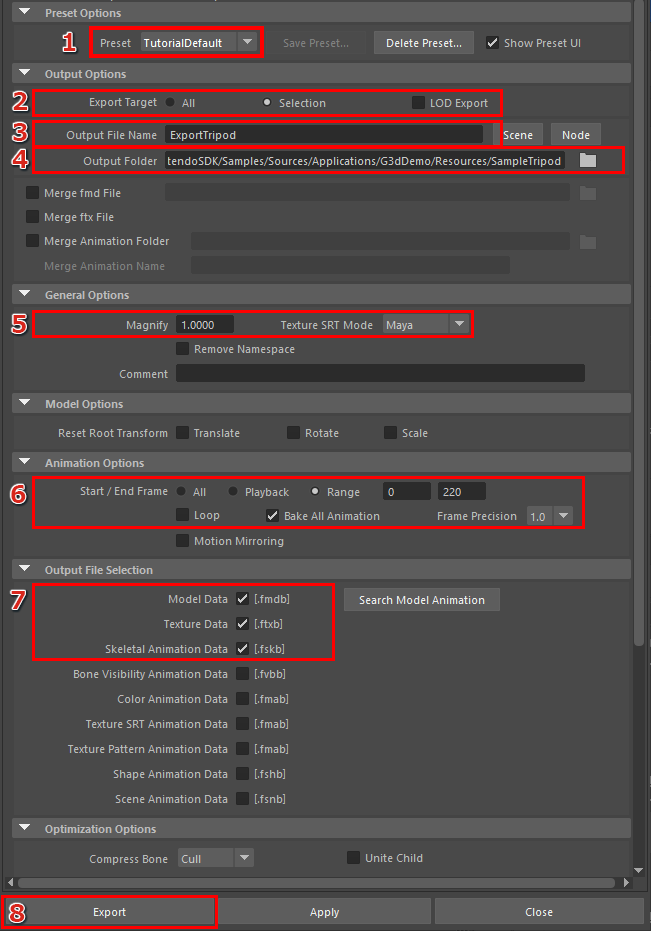 Preset Options
1 Preset TutorialDefault Save Preset... Delete Preset... Show Preset UI
Output Options
2 Export Target All Selection LOD Export
3 Output File Name ExportTripod Scene Node
4 Output Folder tendoSDK/Samples/Sources/Applications/G3dDemo/Resources/SampleTripod
Merge fmd File
Merge ftx File
Merge Animation Folder
Merge Animation Name
General Options
5 Magnify 1.0000 Texture SRT Mode Maya
Remove Namespace
Comment
Model Options
Reset Root Transform Translate Rotate Scale
Animation Options
6 Start / End Frame All Playback Range 0 220
Loop Bake All Animation Frame Precision 1.0
Motion Mirroring
Output File Selection
7 Model Data [.fmdb] Search Model Animation
Texture Data [.ftxb]
Skeletal Animation Data [.fskb]
Bone Visibility Animation Data [.fvbb]
Color Animation Data [.fmab]
Texture SRT Animation Data [.fmab]
Texture Pattern Animation Data [.fmab]
Shape Animation Data [.fshb]
Scene Animation Data [.fsnb]
Optimization Options
Compress Bone Cull Unite Child
8 Export Apply Close